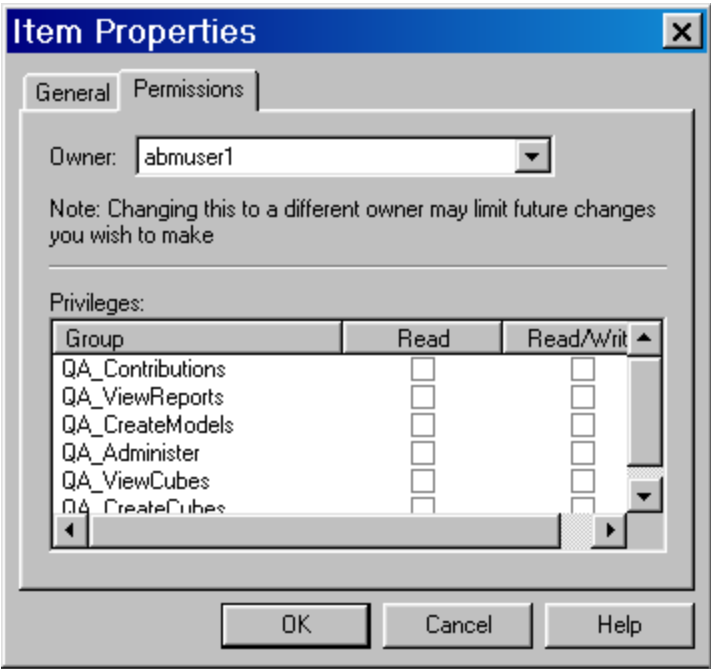 Item Properties
General Permissions
Owner: abmuser1
Note: Changing this to a different owner may limit future changes
you wish to make
Privileges:
Group Read Read/Writ
QA_Contributions
QA_ViewReports
QA_CreateModels
QA_Administer
QA_ViewCubes
QA_CreateCubes
OK Cancel Help